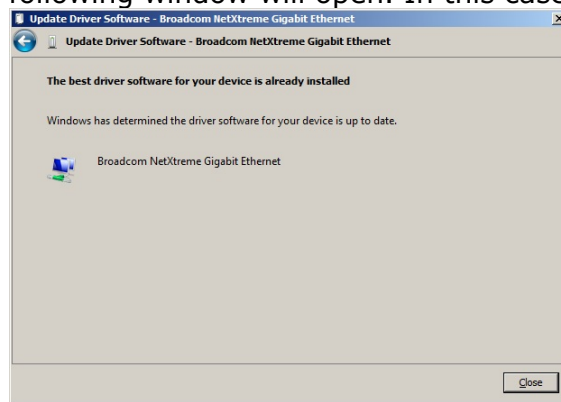 following window will open. In this case
Update Driver Software - Broadcom NetXtreme Gigabit Ethernet
Update Driver Software - Broadcom NetXtreme Gigabit Ethernet
The best driver software for your device is already installed
Windows has determined the driver software for your device is up to date.
Broadcom NetXtreme Gigabit Ethernet
Close